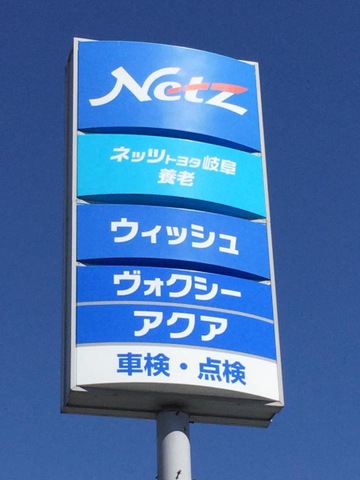 Netz
ネッツトヨタ岐阜
養老
ウィッシュ
ヴォクシー
アクア
車検・点検